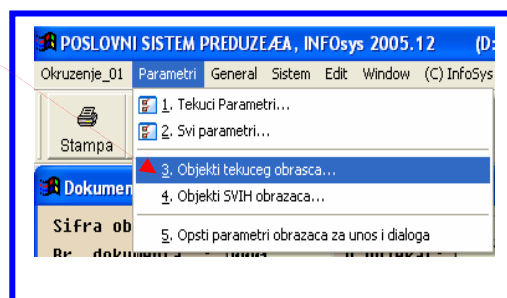 POSLOVNI SISTEM PREDUZEÆA, INFOsys 2005.12 (D:
Okruzenje_01 Parametri General Sistem Edit Window (C) InfoSys
1. Tekuci Parametri...
2. Svi parametri...
Stampa
3. Objekti tekuceg obrasca...
Dokumen
4. Objekti SVIH obrazaca...
Sifra ob
5. Opsti parametri obrazaca za unos i dialoga